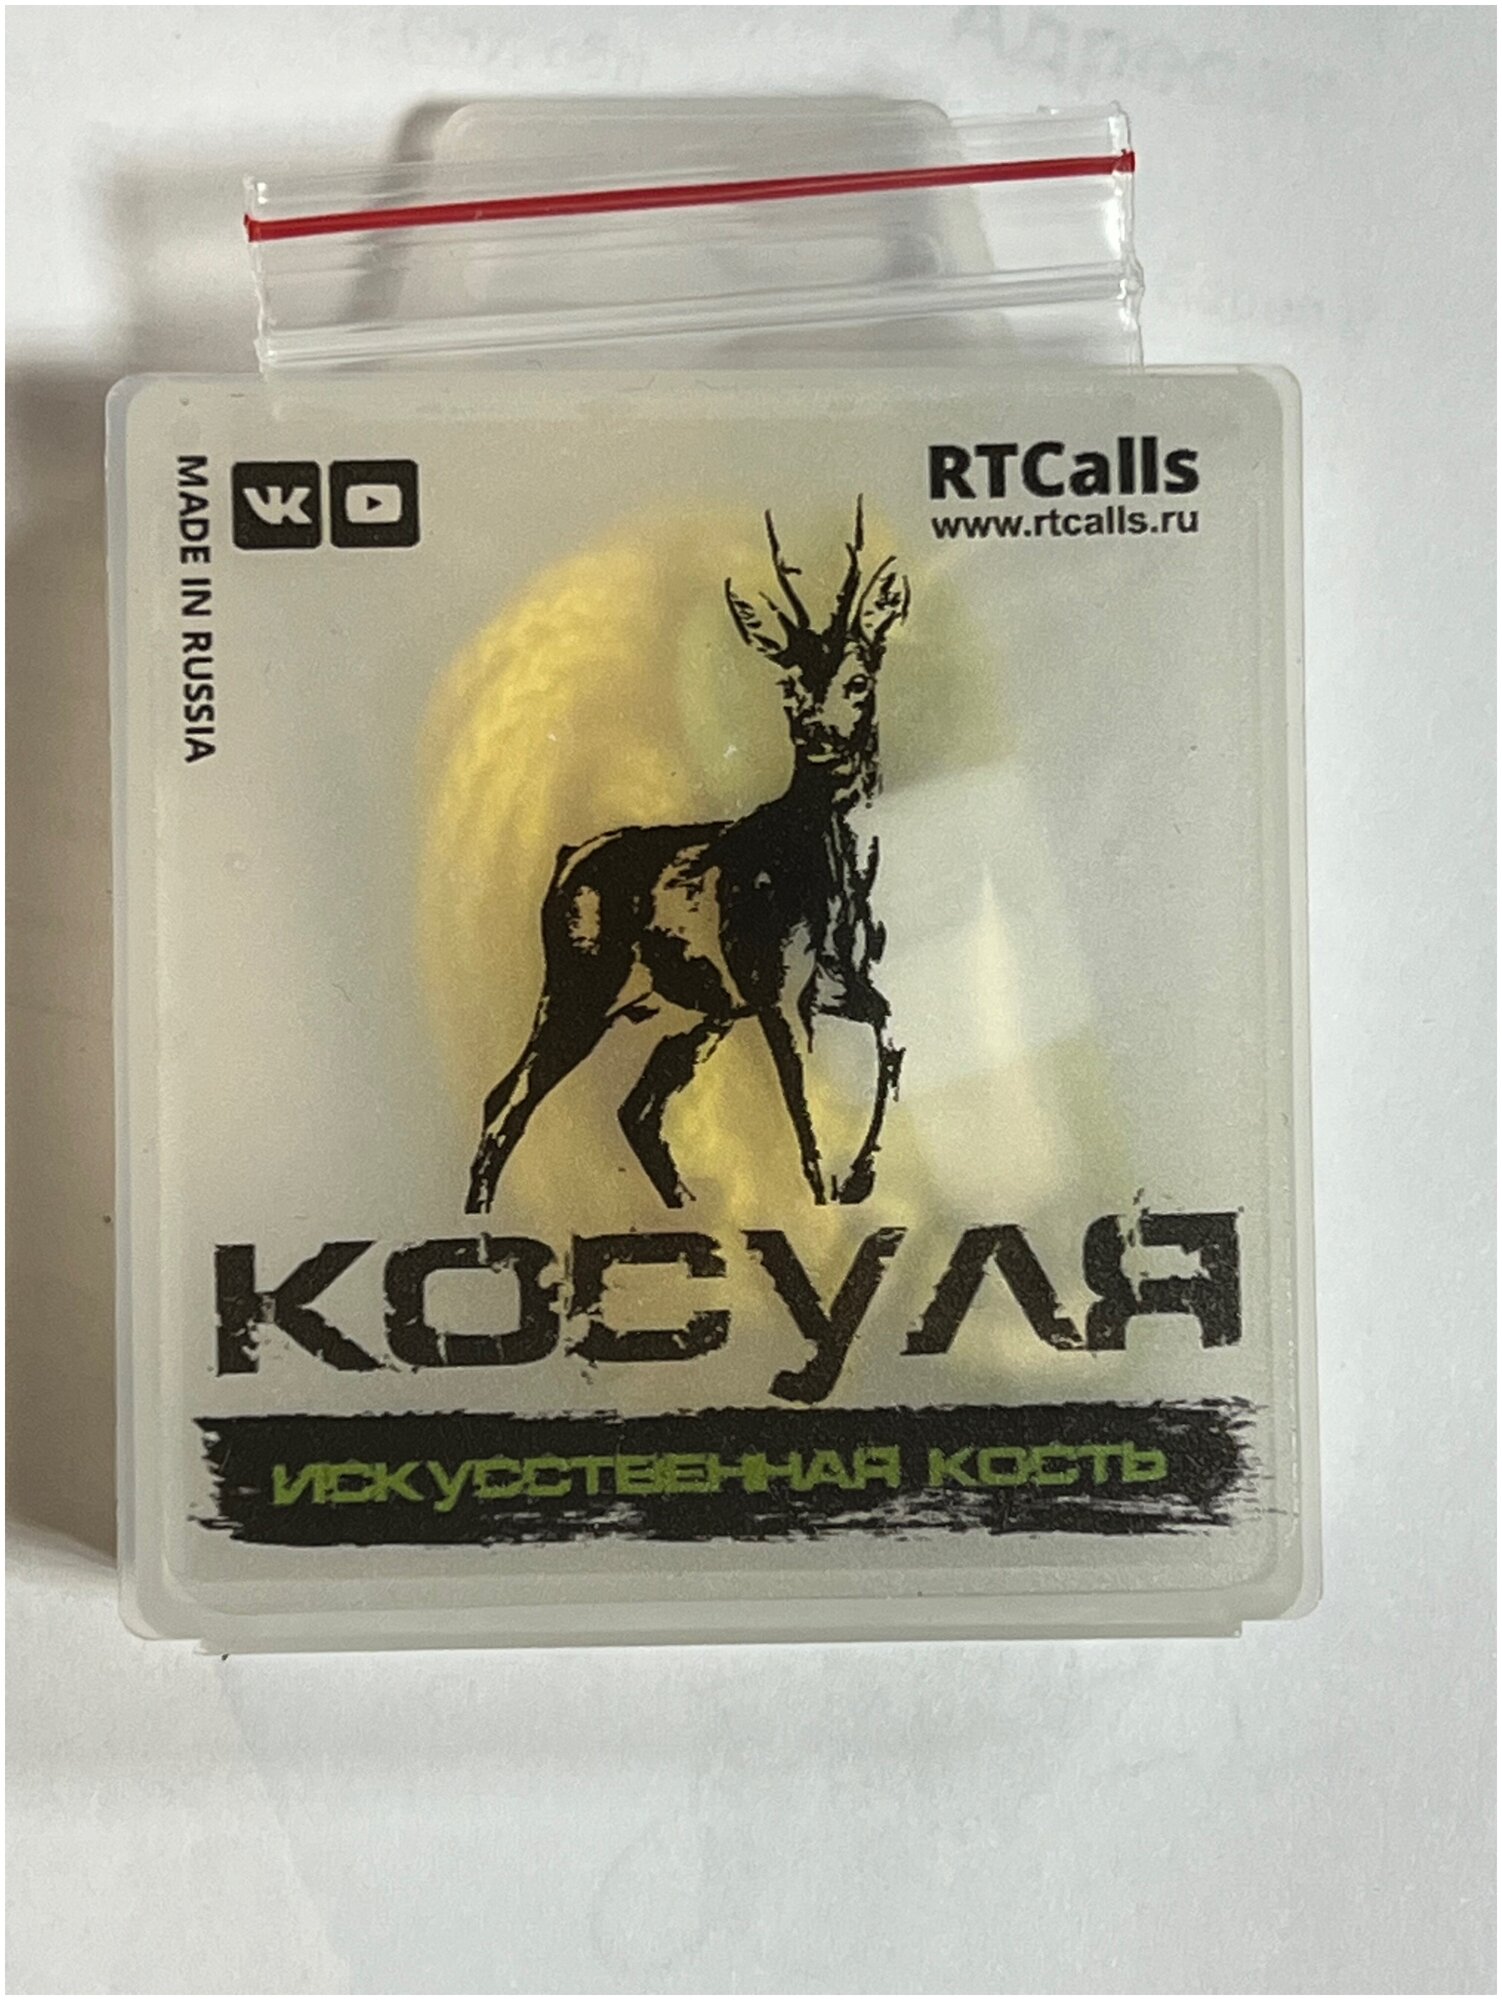 RTCalls
www.rtcalls.ru
MADE IN RUSSIA
КОСУЛЯ
ИСКУССТВЕННАЯ КОСТЬ